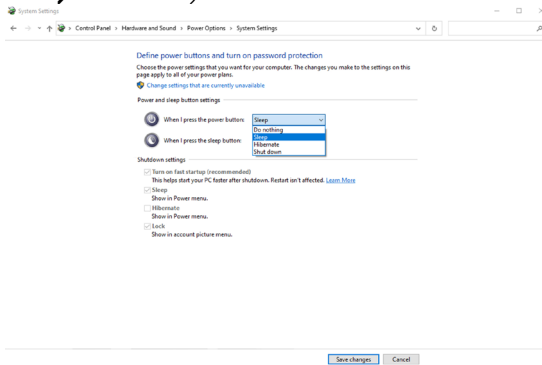 System Settings
Control Panel > Hardware and Sound > Power Options > System Settings
Define power buttons and turn on password protection
Choose the power settings that you want for your computer. The changes you make to the settings on this
page apply to all of your power plans.
Change settings that are currently unavailable
Power and sleep button settings
When I press the power button: Sleep
Do nothing
Sleep
When I press the sleep button: Hibernate
Shut down
Shutdown settings
Turn on fast startup (recommended)
This helps start your PC faster after shutdown. Restart isn't affected. Learn More
Sleep
Show in Power menu.
Hibernate
Show in Power menu.
Lock
Show in account picture menu.
Save changes Cancel